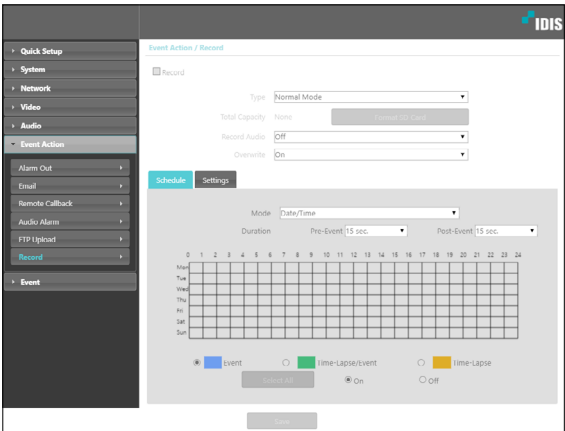 IDIS
Quick Setup
System
Network
Video
Audio
Event Action
Alarm Out
Email
Remote Callback
Audio Alarm
FTP Upload
Record
Event
Event Action / Record
Record
Type Normal Mode
Total Capacity None Format SD Card
Record Audio Off
Overwrite On
Schedule Settings
Mode Date/Time
Duration Pre-Event 15 sec. Post-Event 15 sec.
0 1 2 3 4 5 6 7 8 9 10 11 12 13 14 15 16 17 18 19 20 21 22 23 24
Mon
Tue
Wed
Thu
Fri
Sat
Sun
Event Time-Lapse/Event Time-Lapse
Select All On Off
Save